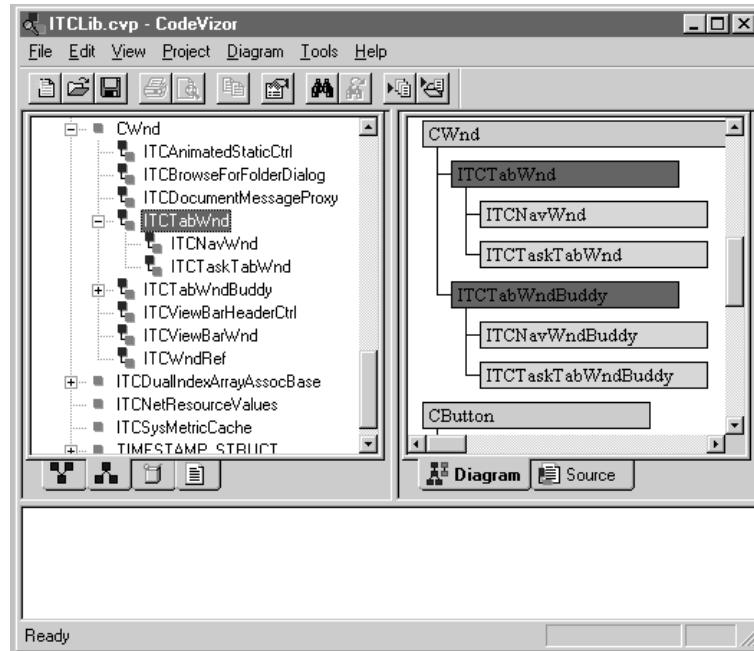 ITCLib.cvp - CodeVizor
File Edit View Project Diagram Tools Help
CWnd
ITCAnimatedStaticCtrl
ITCBrowseForFolderDialog
ITCDocumentMessageProxy
ITCTabWnd
ITCNavWnd
ITCTaskTabWnd
ITCTabWndBuddy
ITCViewBarHeaderCtrl
ITCViewBarWnd
ITCWndRef
ITCDualIndexArrayAssocBase
ITCNetResourceValues
ITCSysMetricCache
TIMESTAMP_STRUCT
CWnd
ITCTabWnd
ITCNavWnd
ITCTaskTabWnd
ITCTabWndBuddy
ITCNavWndBuddy
ITCTaskTabWndBuddy
CButton
Diagram Source
Ready